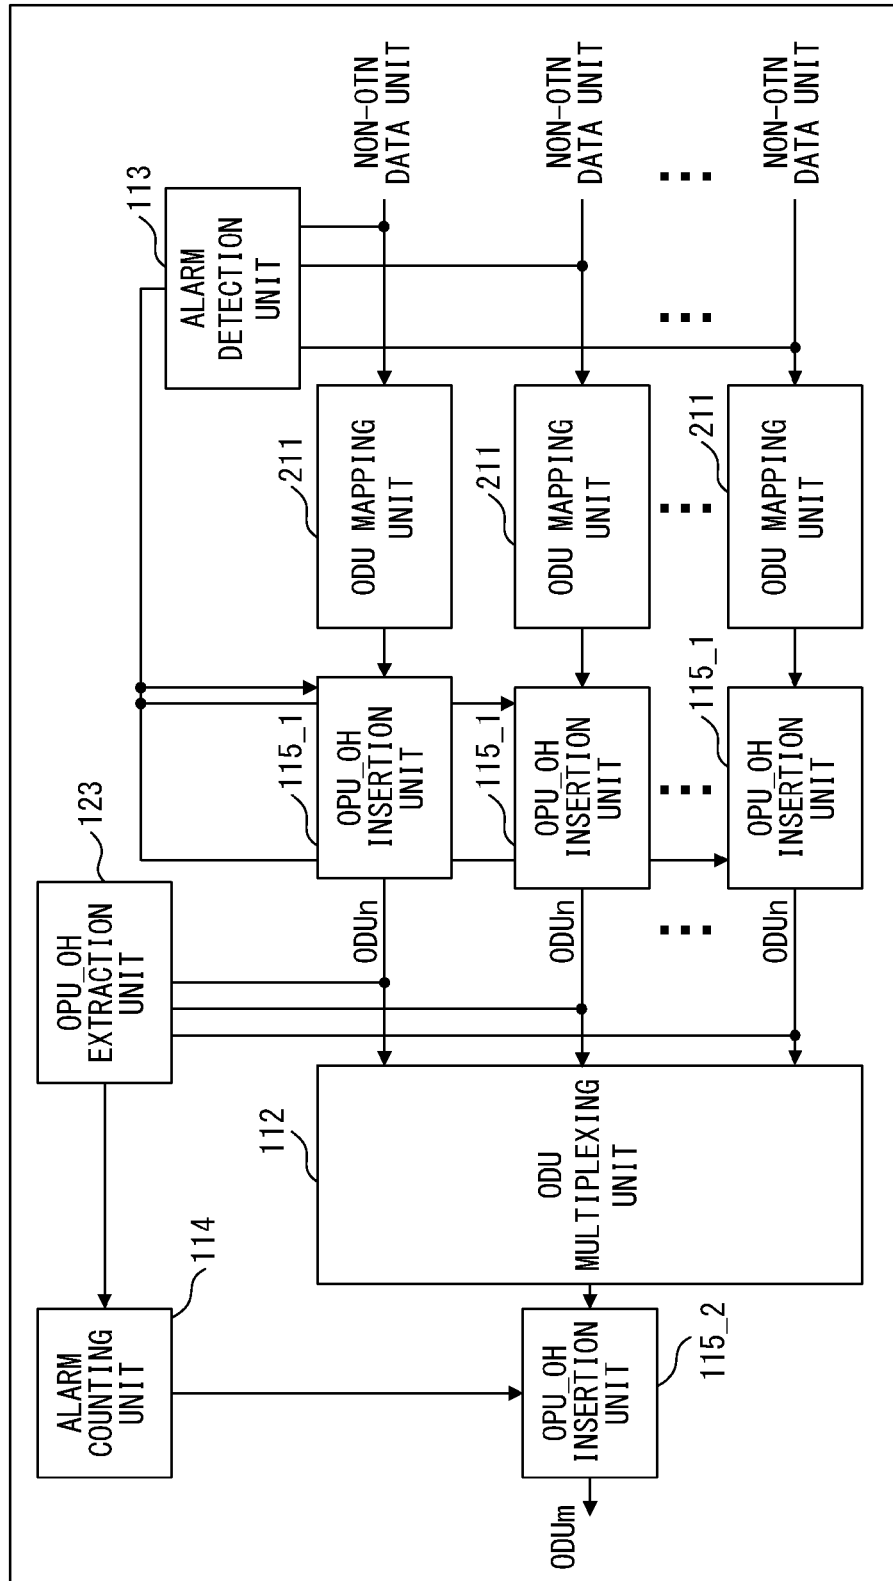 123
OPU_OH
EXTRACTION
UNIT
113
ALARM
DETECTION
UNIT
114
ALARM
COUNTING
UNIT
112
ODU
MULTIPLEXING
UNIT
ODUn
115_1
OPU_OH
INSERTION
UNIT
211
ODU MAPPING
UNIT
NON-OTN
DATA UNIT
ODUn
115_1
OPU_OH
INSERTION
UNIT
211
ODU MAPPING
UNIT
NON-OTN
DATA UNIT
ODUm
OPU_OH
INSERTION
UNIT
115_2
ODUn
115_1
OPU_OH
INSERTION
UNIT
211
ODU MAPPING
UNIT
NON-OTN
DATA UNIT